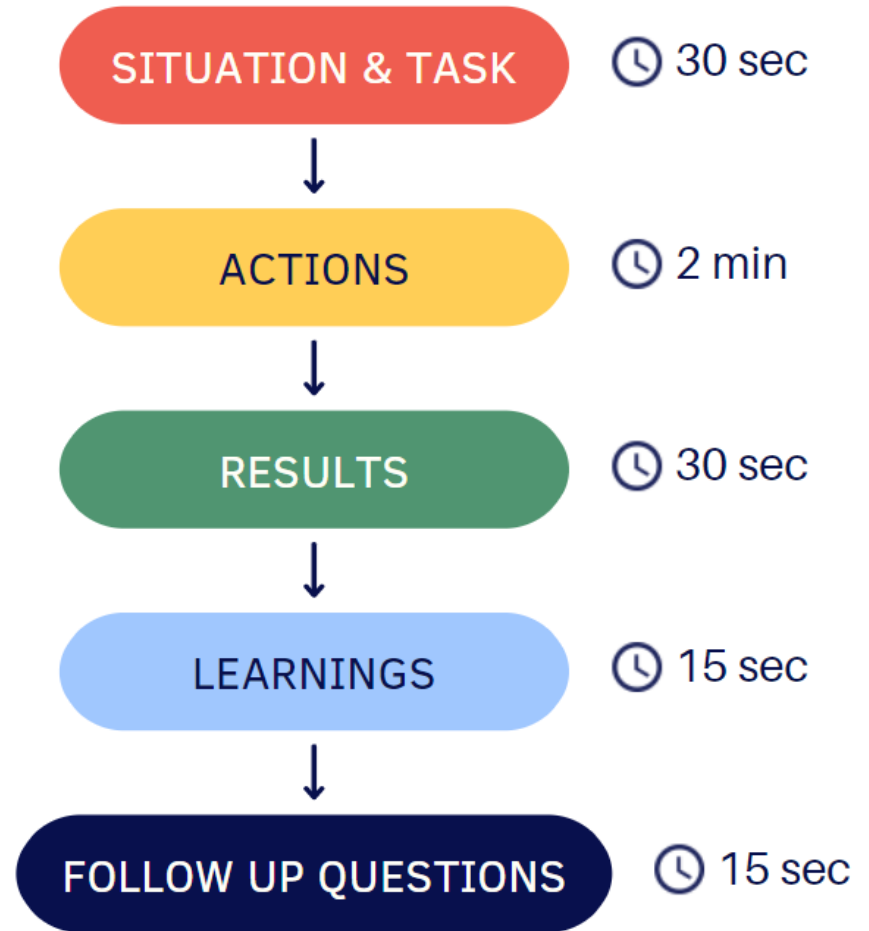 SITUATION & TASK 30 sec
ACTIONS 2 min
RESULTS 30 sec
LEARNINGS 15 sec
FOLLOW UP QUESTIONS 15 sec